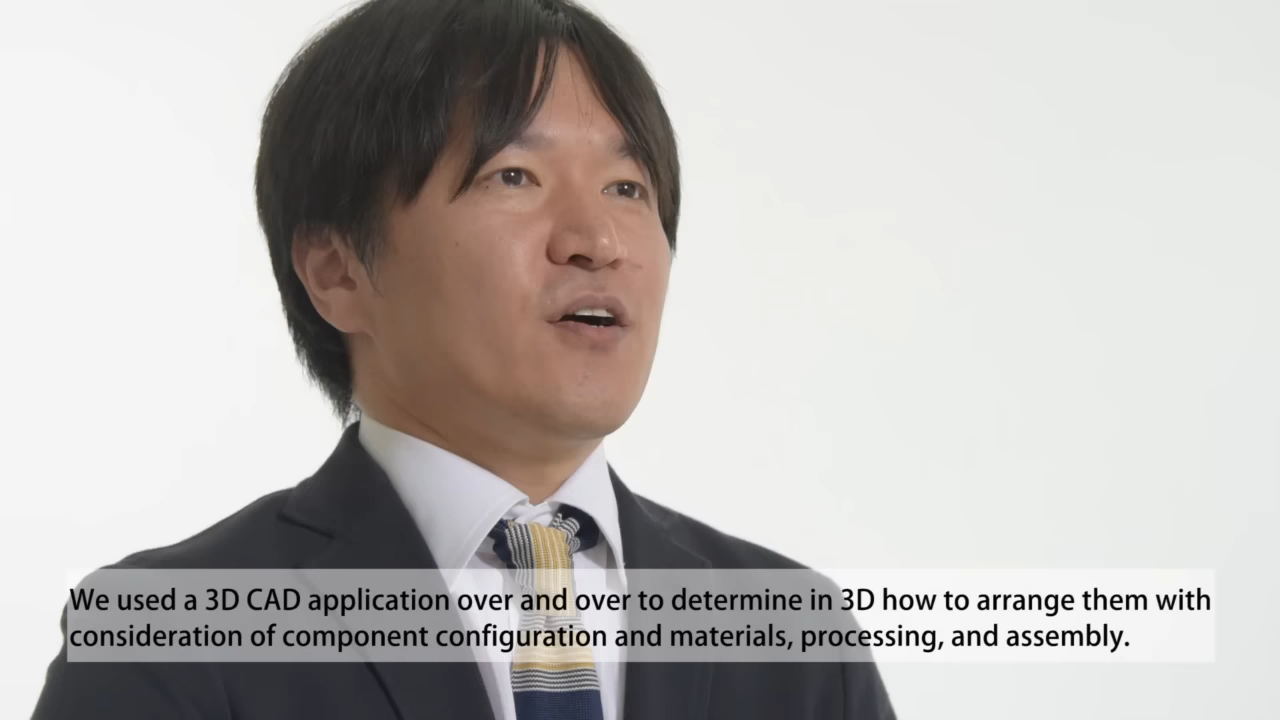 We used a 3D CAD application over and over to determine in 3D how to arrange them with
consideration of component configuration and materials, processing, and assembly.